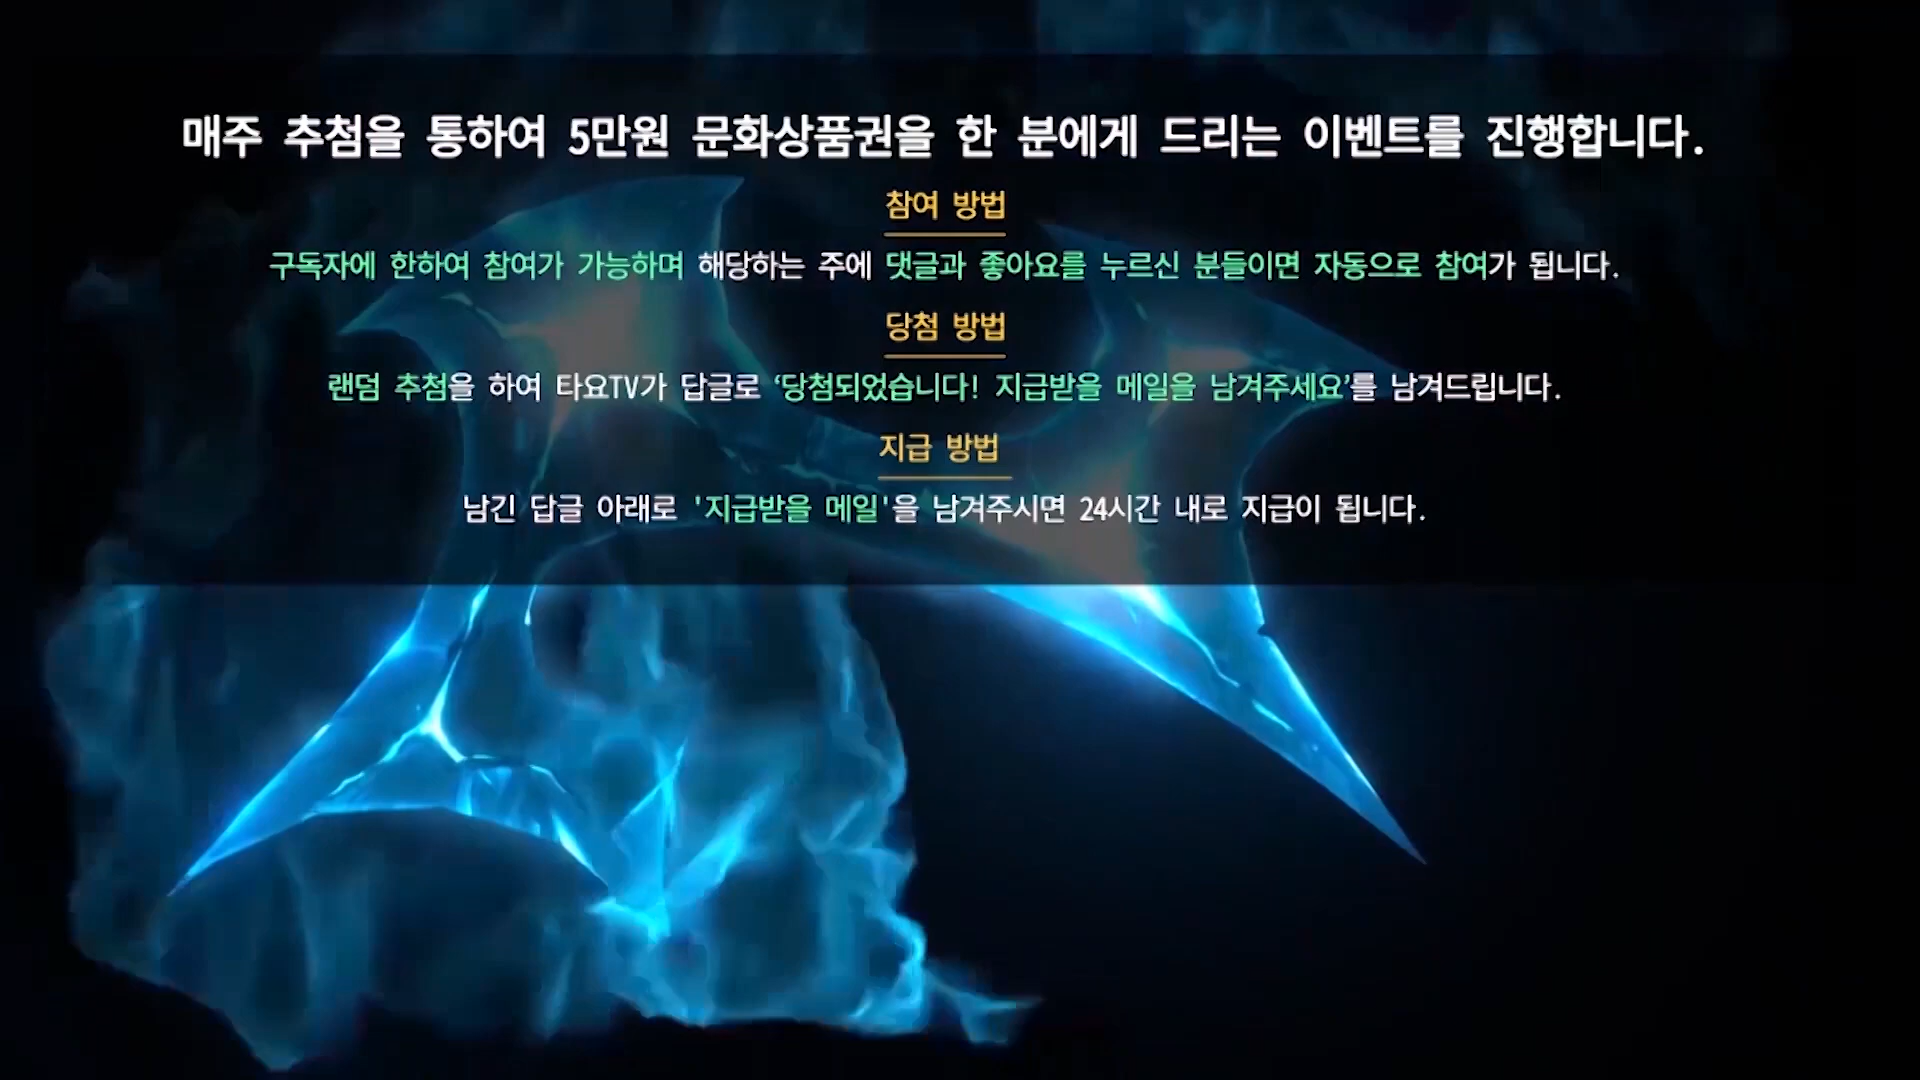 매주 추첨을 통하여 5만원 문화상품권을 한 분에게 드리는 이벤트를 진행합니다.
참여 방법
구독자에 한하여 참여가 가능하며 해당하는 주에 댓글과 좋아요를 누르신 분들이면 자동으로 참여가 됩니다.
당첨 방법
랜덤 추첨을 하여 타요TV가 답글로 ‘당첨되었습니다! 지급받을 메일을 남겨주세요’를 남겨드립니다.
지급 방법
남긴 답글 아래로 '지급받을 메일'을 남겨주시면 24시간 내로 지급이 됩니다.